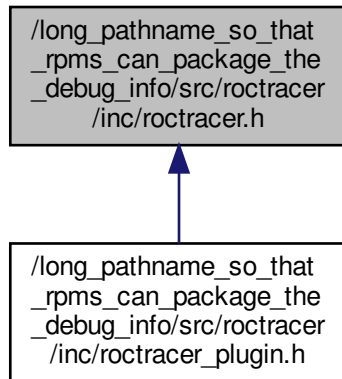 /long_pathname_so_that
_rpms_can_package_the
_debug_info/src/roctracer
/inc/roctracer.h
/long_pathname_so_that
_rpms_can_package_the
_debug_info/src/roctracer
/inc/roctracer_plugin.h